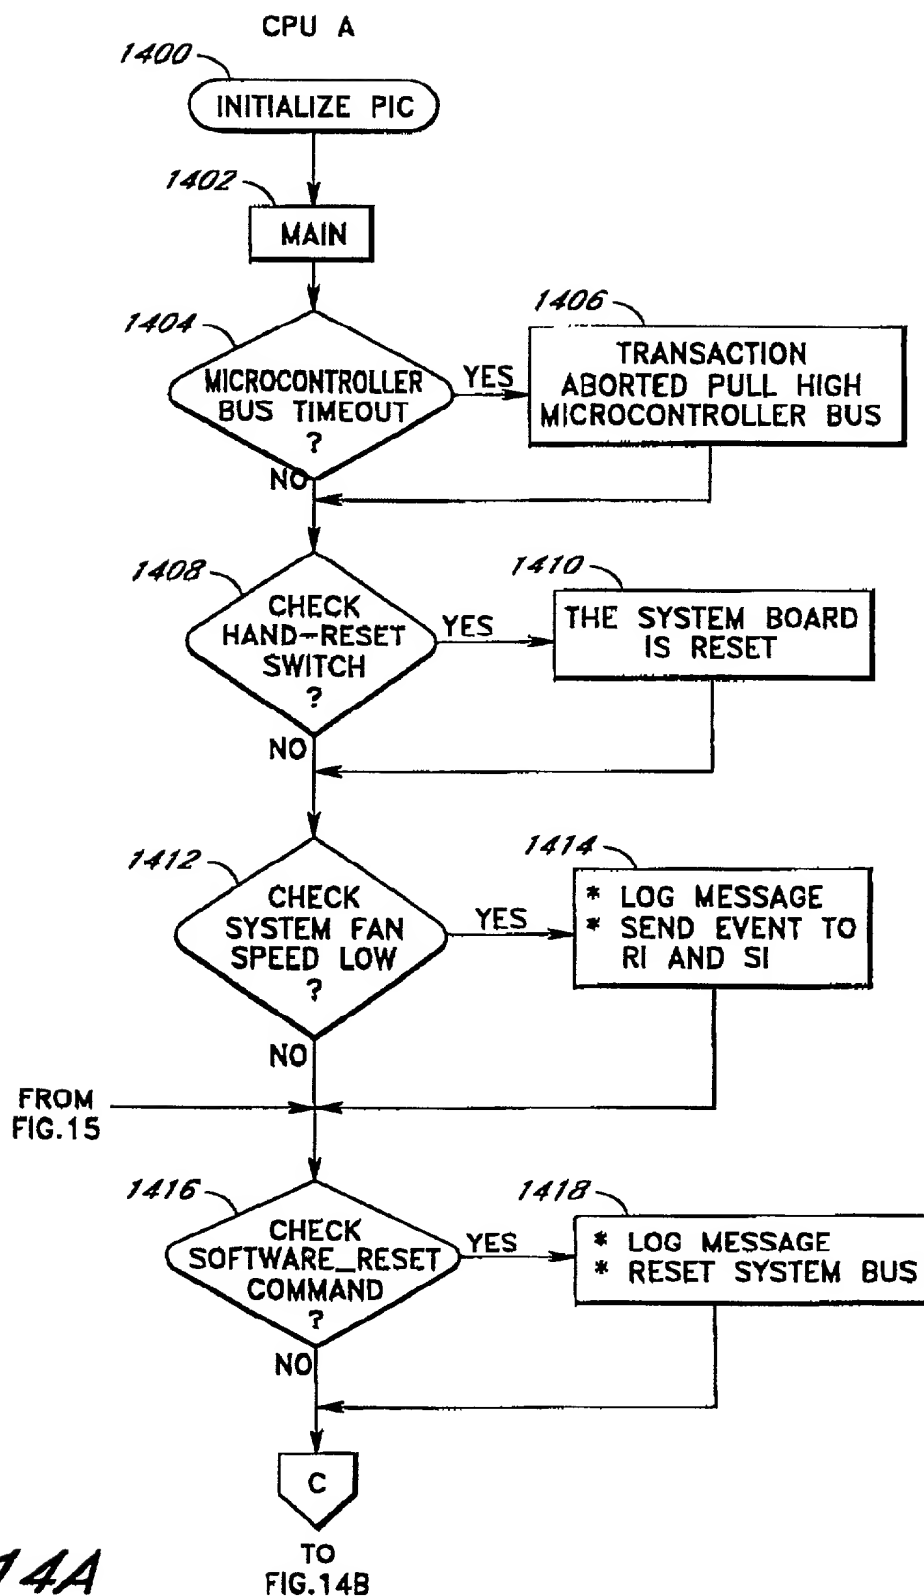 CPU A
1400
INITIALIZE PIC
1402
MAIN
1404
MICROCONTROLLER
BUS TIMEOUT
?
YES
NO
1406
TRANSACTION
ABORTED PULL HIGH
MICROCONTROLLER BUS
1408
CHECK
HAND-RESET
SWITCH
?
YES
NO
1410
THE SYSTEM BOARD
IS RESET
1412
CHECK
SYSTEM FAN
SPEED LOW
?
YES
NO
1414
* LOG MESSAGE
* SEND EVENT TO
RI AND SI
FROM
FIG.15
1416
CHECK
SOFTWARE_RESET
COMMAND
?
YES
NO
1418
* LOG MESSAGE
* RESET SYSTEM BUS
C
TO
FIG.14B
14A